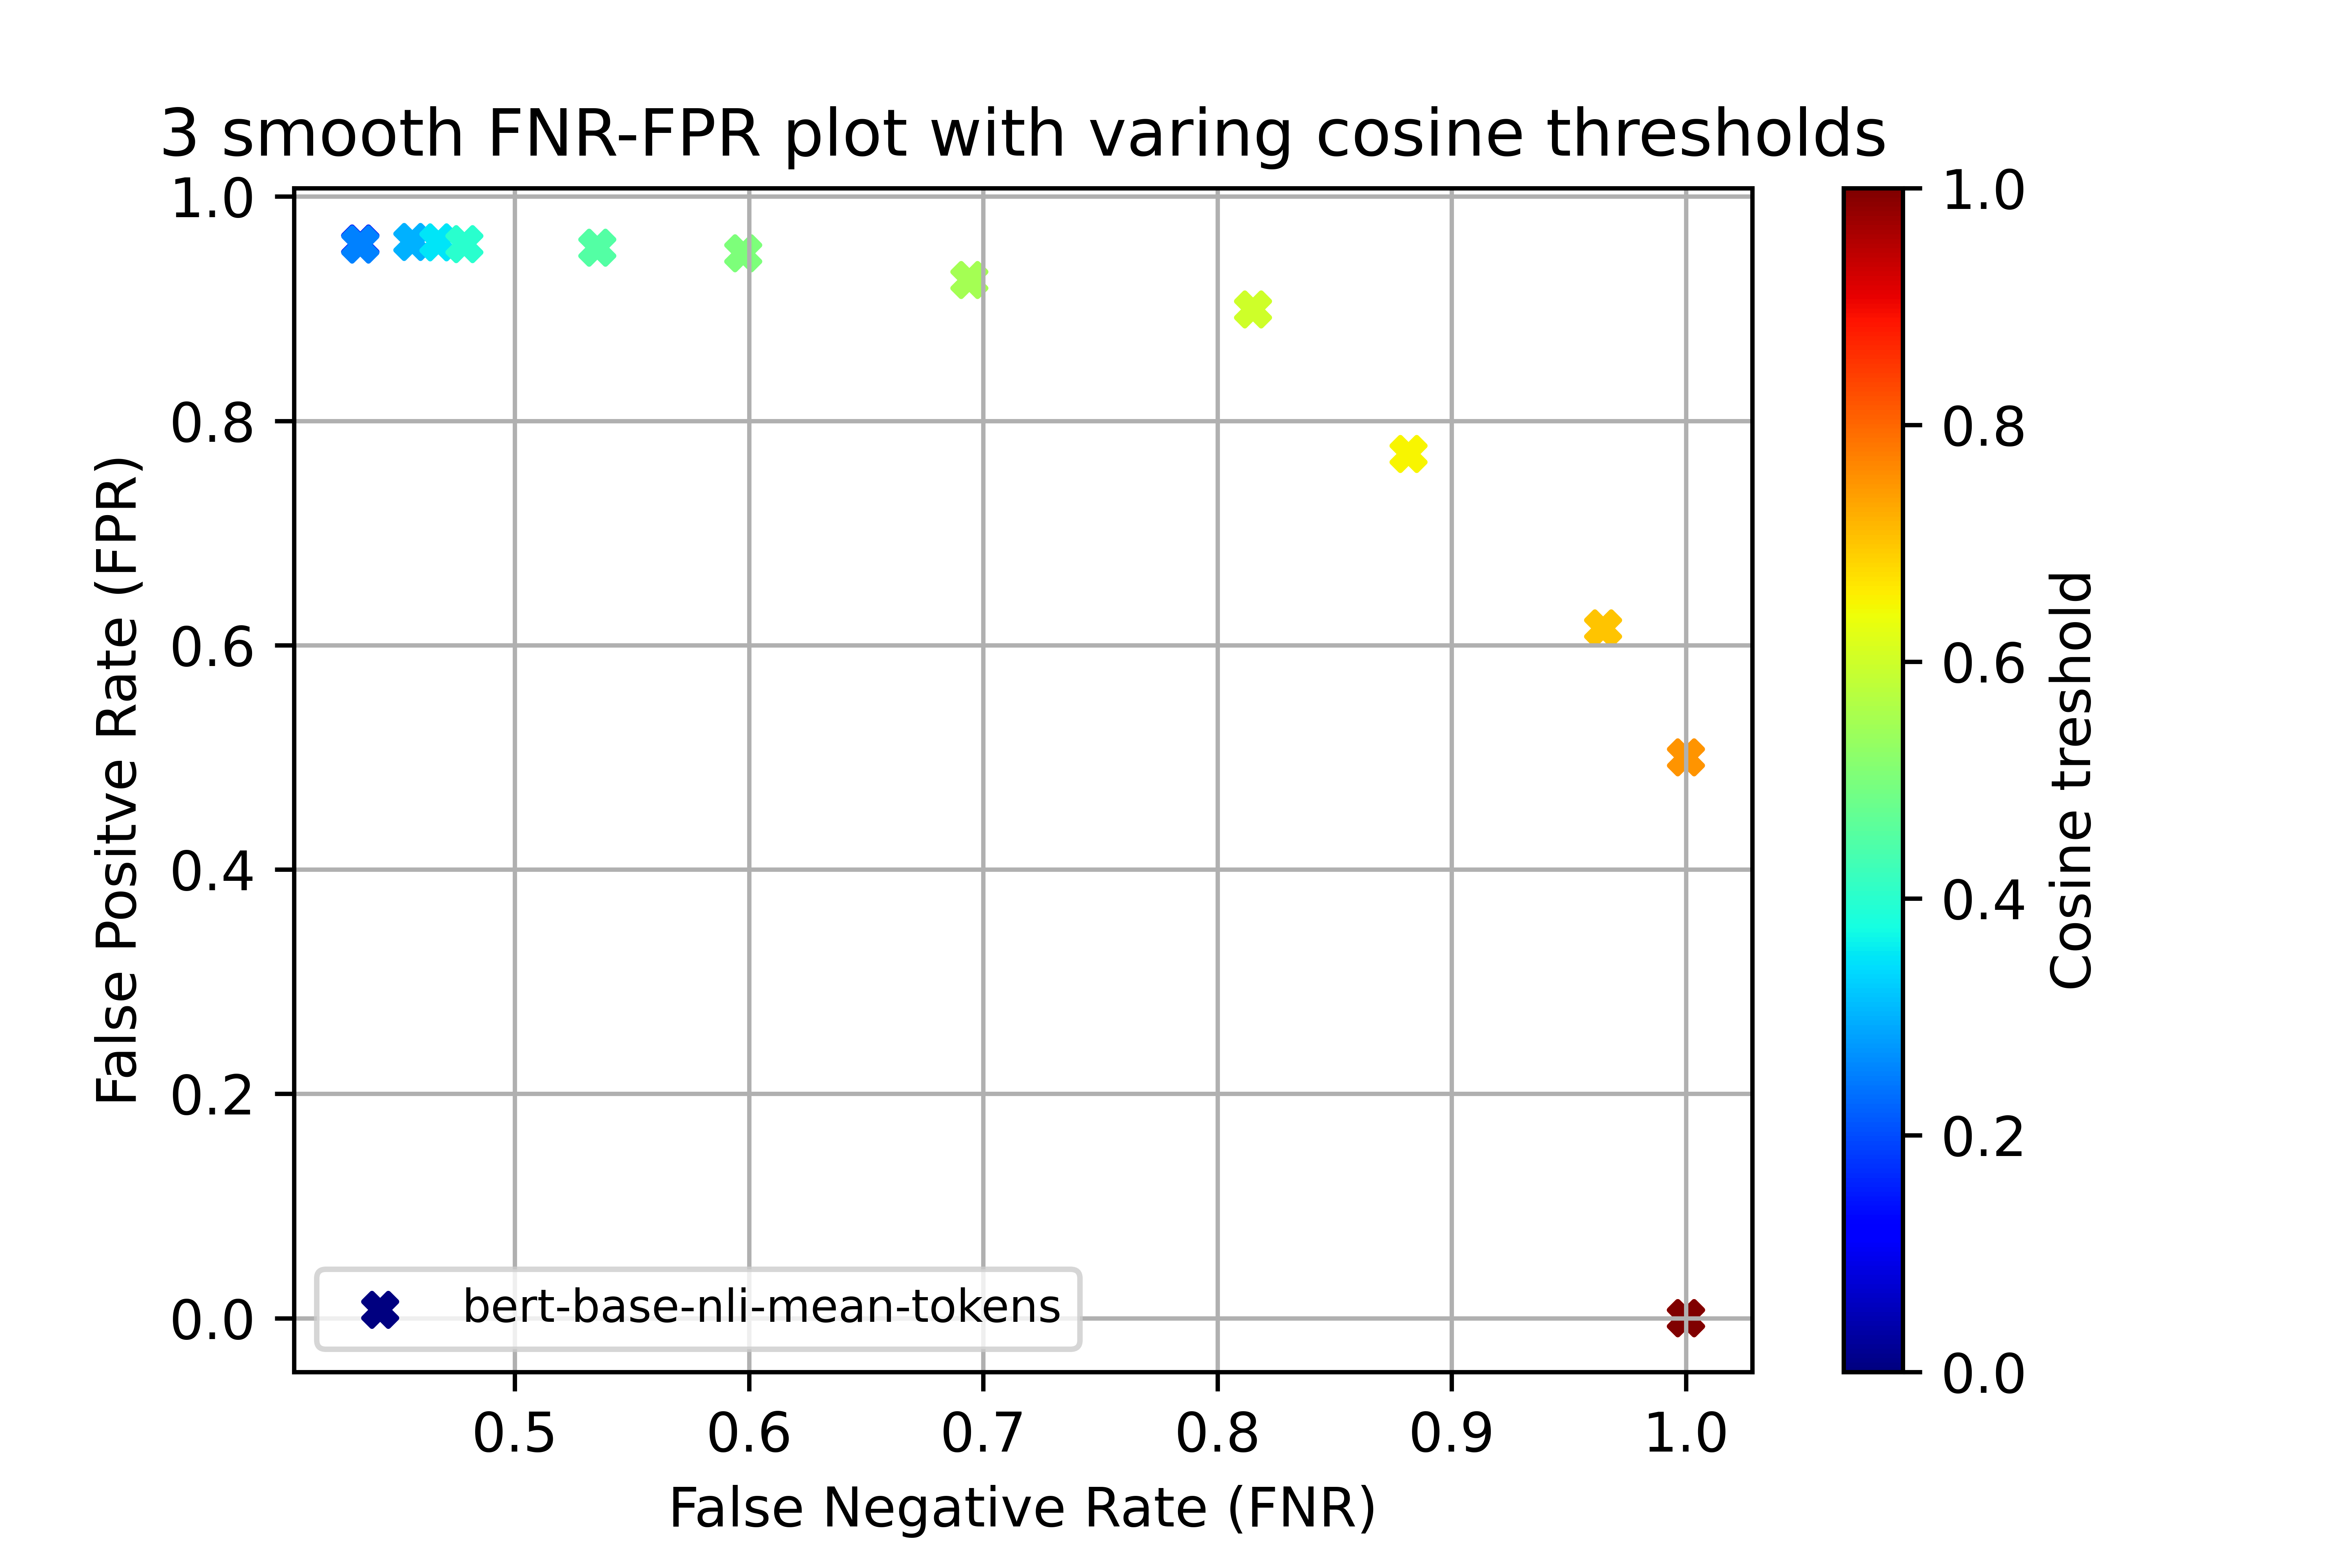 3 smooth FNR-FPR plot with varing cosine thresholds
1.0
0.8
0.6
0.4
0.2
0.0
False Positve Rate (FPR)
bert-base-nli-mean-tokens
0.5 0.6 0.7 0.8 0.9 1.0
False Negative Rate (FNR)
1.0
0.8
0.6
0.4
0.2
0.0
Cosine treshold